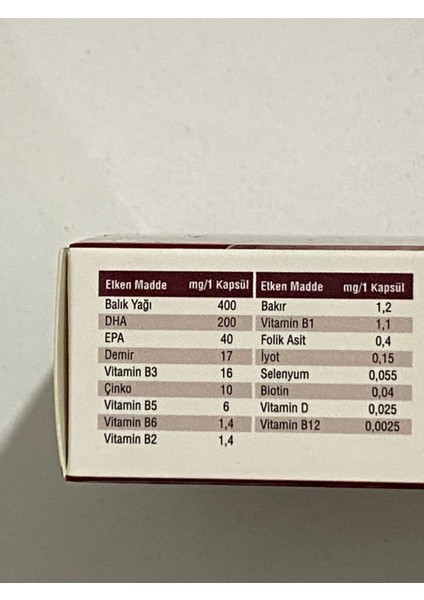 Etken Madde mg/1 Kapsül
Balık Yağı 400
DHA 200
EPA 40
Demir 17
Vitamin B3 16
Çinko 10
Vitamin B5 6
Vitamin B6 1,4
Vitamin B2 1,4
Etken Madde mg/1 Kapsül
Bakır 1,2
Vitamin B1 1,1
Folik Asit 0,4
İyot 0,15
Selenyum 0,055
Biotin 0,04
Vitamin D 0,025
Vitamin B12 0,0025